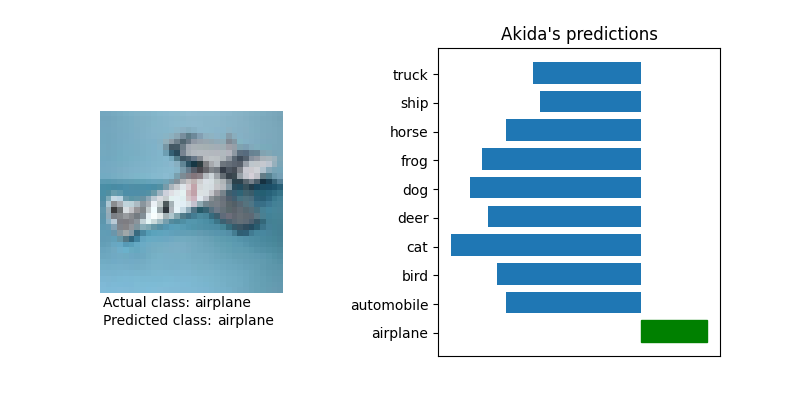 Akida's predictions
truck
ship
horse
frog
dog
deer
cat
bird
automobile
airplane
Actual class: airplane
Predicted class: airplane